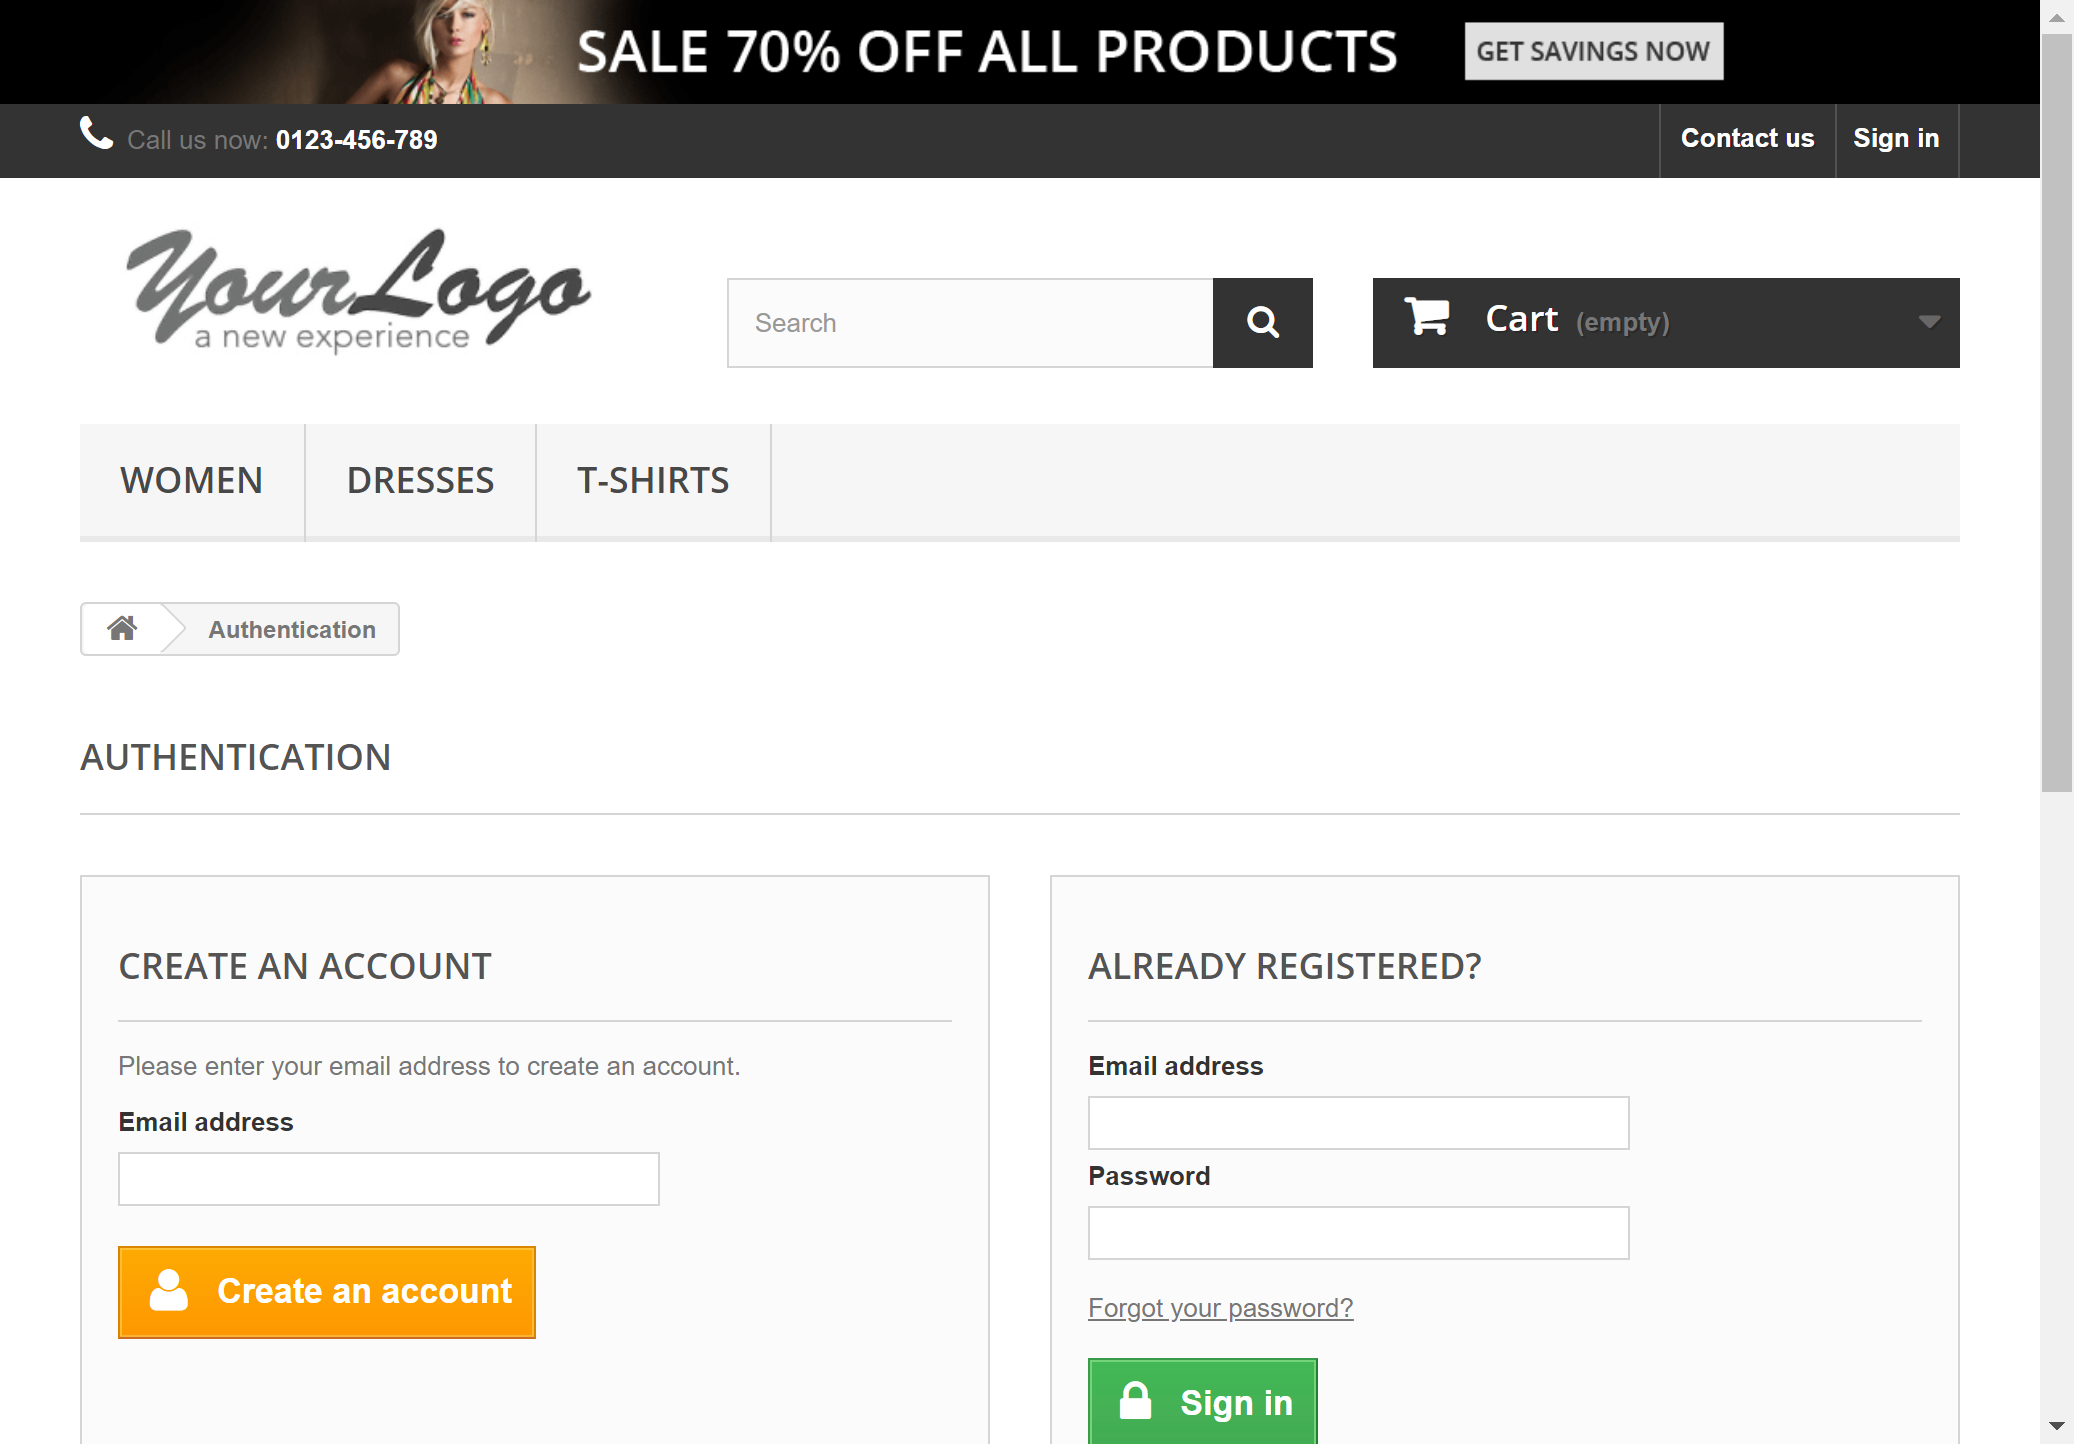 SALE 70% OFF ALL PRODUCTS GET SAVINGS NOW
Call us now: 0123-456-789 Contact us Sign in
YourLogo
a new experience
Search
Cart (empty)
WOMEN DRESSES T-SHIRTS
Authentication
AUTHENTICATION
CREATE AN ACCOUNT
Please enter your email address to create an account.
Email address
Create an account
ALREADY REGISTERED?
Email address
Password
Forgot your password?
Sign in